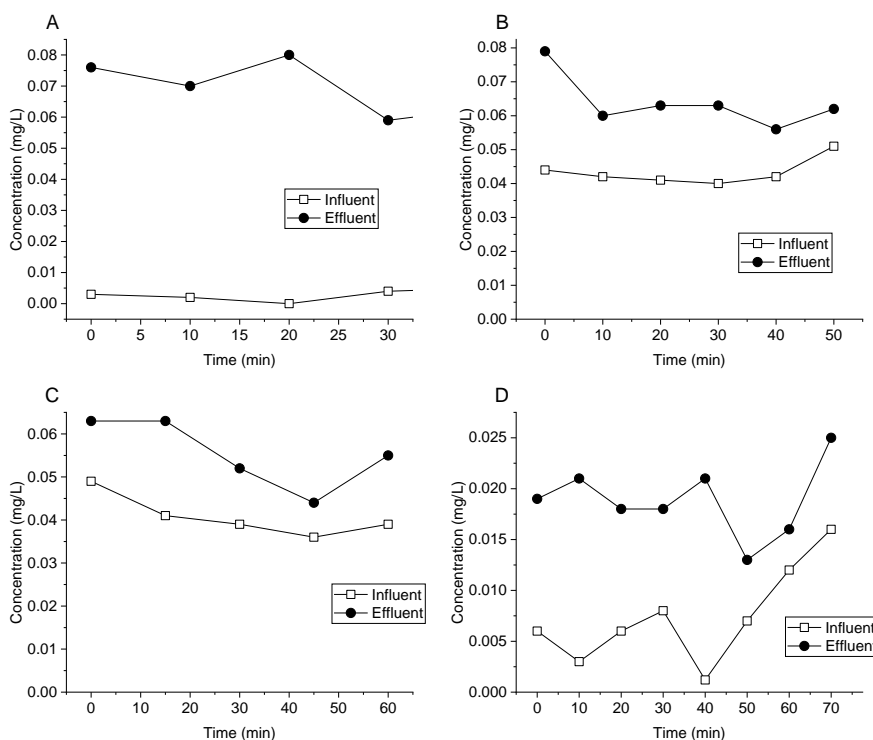 A
0.08
0.07
0.06
0.05
0.04
0.03
0.02
0.01
0.00
Concentration (mg/L)
Influent
Effluent
0 5 10 15 20 25 30
Time (min)
B
0.08
0.07
0.06
0.05
0.04
0.03
0.02
0.01
0.00
Concentration (mg/L)
Influent
Effluent
0 10 20 30 40 50
Time (min)
C
0.06
0.05
0.04
0.03
0.02
0.01
0.00
Concentration (mg/L)
Influent
Effluent
0 10 20 30 40 50 60
Time (min)
D
0.025
0.020
0.015
0.010
0.005
0.000
Concentration (mg/L)
Influent
Effluent
0 10 20 30 40 50 60 70
Time (min)